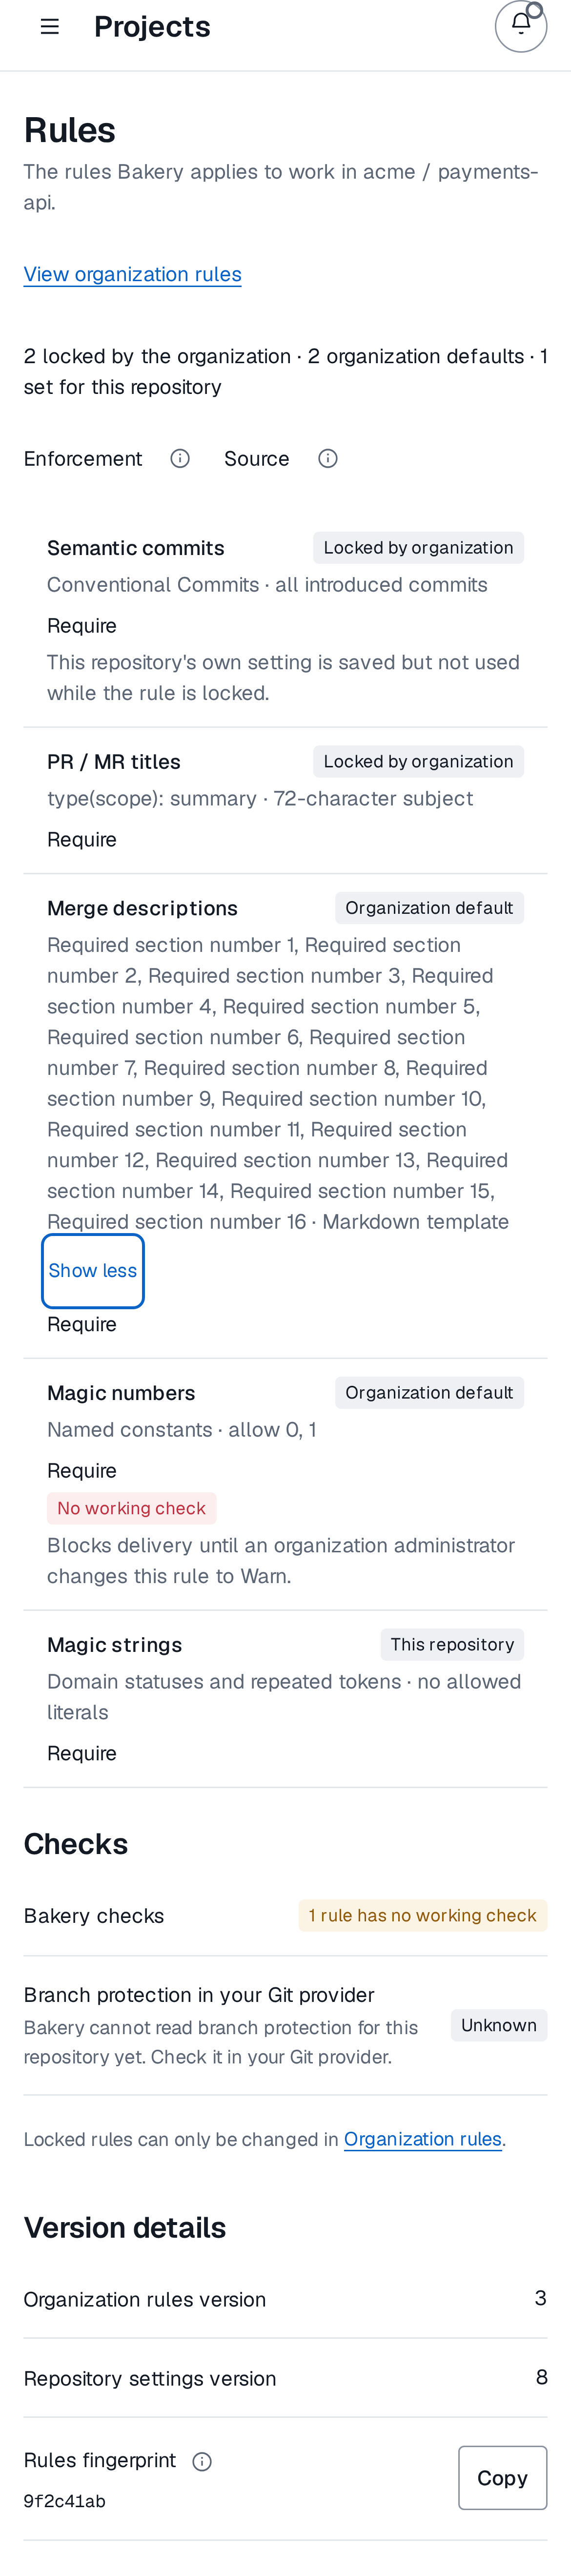 Projects
Rules
The rules Bakery applies to work in acme / payments-
api.
View organization rules
2 locked by the organization · 2 organization defaults · 1
set for this repository
Enforcement Source
Semantic commits Locked by organization
Conventional Commits · all introduced commits
Require
This repository's own setting is saved but not used
while the rule is locked.
PR / MR titles Locked by organization
type(scope): summary · 72-character subject
Require
Merge descriptions Organization default
Required section number 1, Required section
number 2, Required section number 3, Required
section number 4, Required section number 5,
Required section number 6, Required section
number 7, Required section number 8, Required
section number 9, Required section number 10,
Required section number 11, Required section
number 12, Required section number 13, Required
section number 14, Required section number 15,
Required section number 16 · Markdown template
Show less
Require
Magic numbers Organization default
Named constants · allow 0, 1
Require
No working check
Blocks delivery until an organization administrator
changes this rule to Warn.
Magic strings This repository
Domain statuses and repeated tokens · no allowed
literals
Require
Checks
Bakery checks 1 rule has no working check
Branch protection in your Git provider
Bakery cannot read branch protection for this
repository yet. Check it in your Git provider.
Unknown
Locked rules can only be changed in Organization rules.
Version details
Organization rules version 3
Repository settings version 8
Rules fingerprint
9f2c41ab
Copy